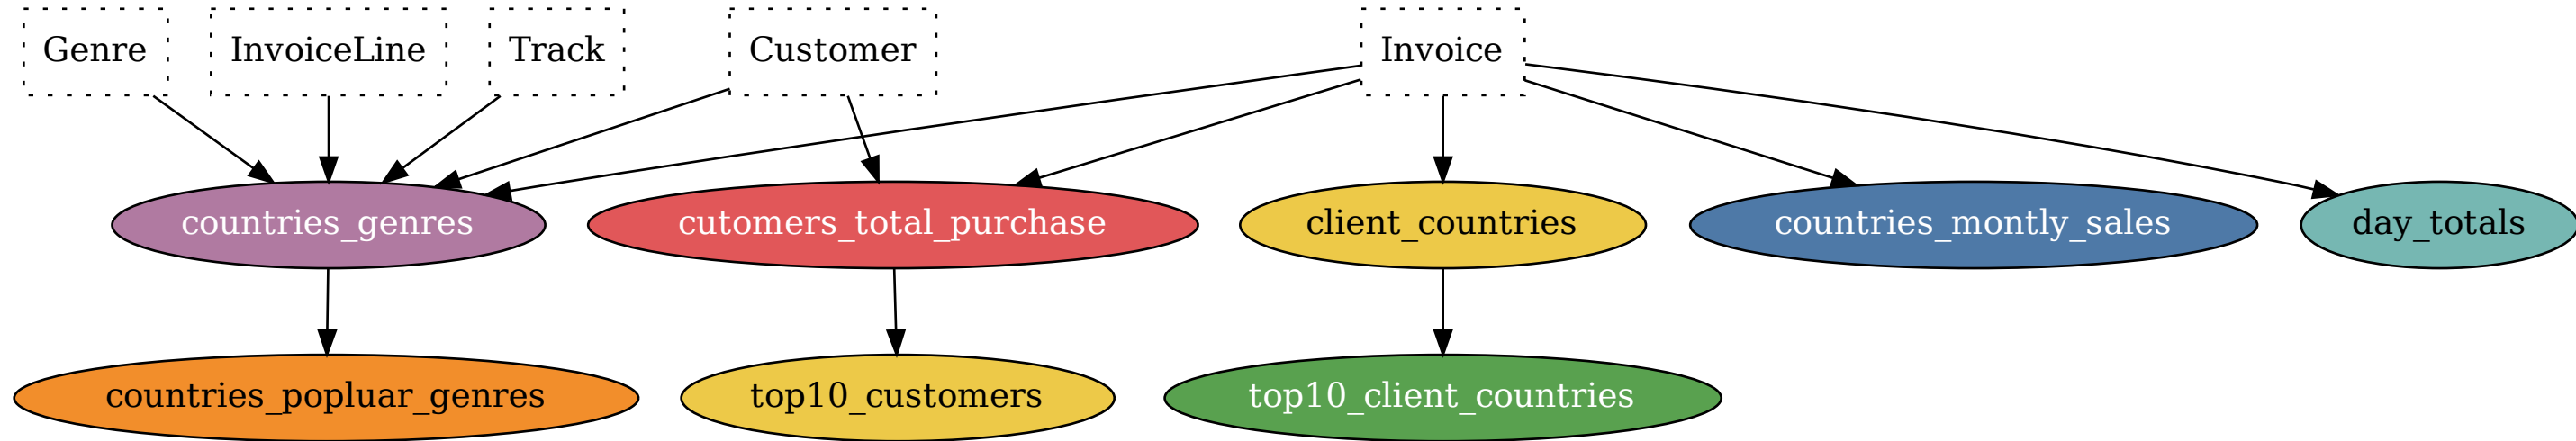 Genre
InvoiceLine
Track
Customer
Invoice
countries_genres
cutomers_total_purchase
client_countries
countries_montly_sales
day_totals
countries_popluar_genres
top10_customers
top10_client_countries